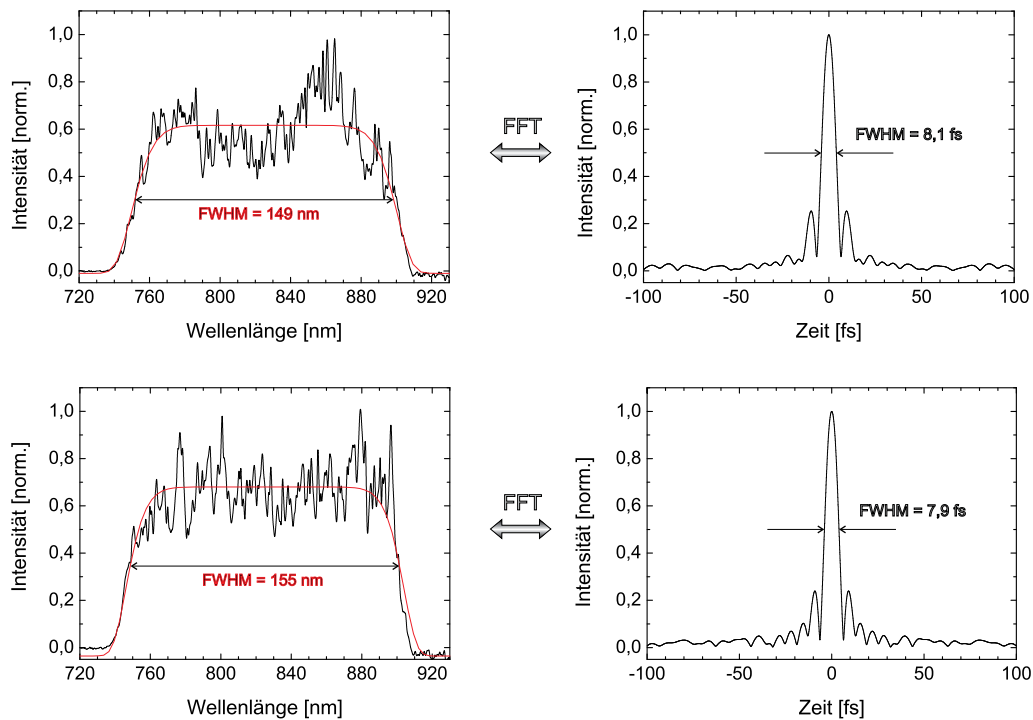 Intensität [norm.]
1,0
0,8
0,6
0,4
0,2
0,0
FWHM = 149 nm
720 760 800 840 880 920
Wellenlänge [nm]
FFT
Intensität [norm.]
1,0
0,8
0,6
0,4
0,2
0,0
FWHM = 8,1 fs
-100 -50 0 50 100
Zeit [fs]
Intensität [norm.]
1,0
0,8
0,6
0,4
0,2
0,0
FWHM = 155 nm
720 760 800 840 880 920
Wellenlänge [nm]
FFT
Intensität [norm.]
1,0
0,8
0,6
0,4
0,2
0,0
FWHM = 7,9 fs
-100 -50 0 50 100
Zeit [fs]